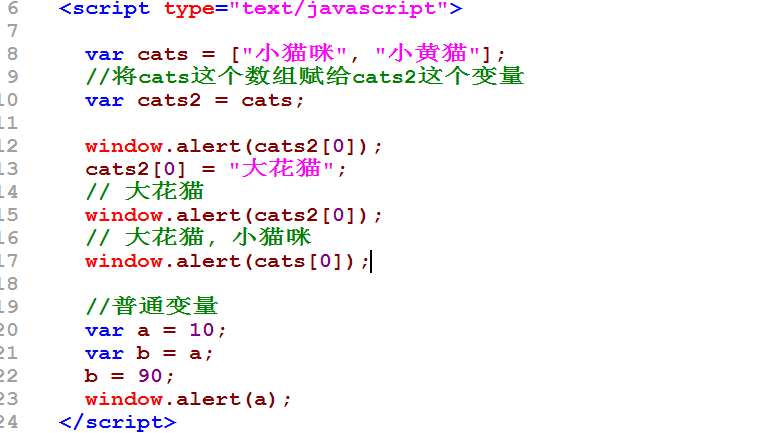 6 <script type="text/javascript">
7
8 var cats = ["小猫咪", "小黄猫"];
9 //将cats这个数组赋给cats2这个变量
10 var cats2 = cats;
11
12 window.alert(cats2[0]);
13 cats2[0] = "大花猫";
14 // 大花猫
15 window.alert(cats2[0]);
16 // 大花猫, 小猫咪
17 window.alert(cats[0]);
18
19 //普通变量
20 var a = 10;
21 var b = a;
22 b = 90;
23 window.alert(a);
24 </script>